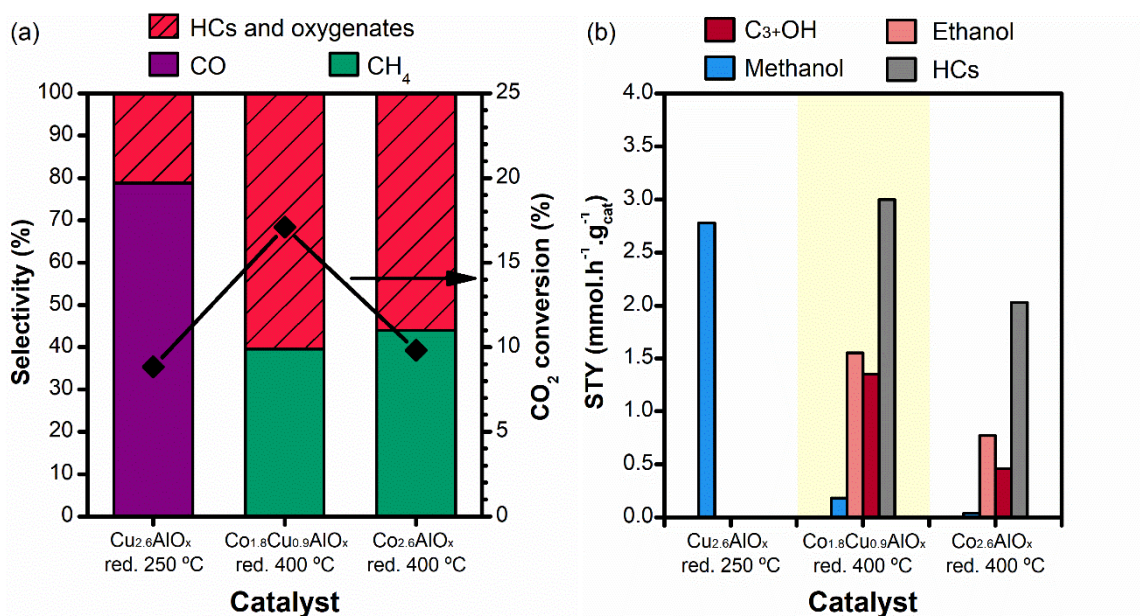 (a)
HCs and oxygenates
CO
CH₄
100
90
80
70
60
50
40
30
20
10
0
Selectivity (%)
25
20
15
10
5
0
CO₂ conversion (%)
Cu₂.₆AlOₓ
red. 250 ºC
Co₁.₈Cu₀.₉AlOₓ
red. 400 ºC
Co₂.₆AlOₓ
red. 400 ºC
Catalyst
(b)
C₃₊OH
Ethanol
Methanol
HCs
4.0
3.5
3.0
2.5
2.0
1.5
1.0
0.5
0.0
STY (mmol.h⁻¹.g⁻¹cat)
Cu₂.₆AlOₓ
red. 250 ºC
Co₁.₈Cu₀.₉AlOₓ
red. 400 ºC
Co₂.₆AlOₓ
red. 400 ºC
Catalyst